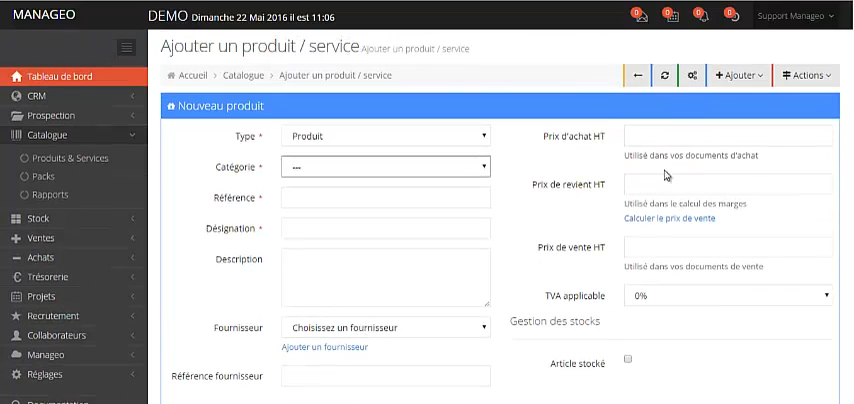 MANAGEO
DEMO Dimanche 22 Mai 2016 il est 11:06
0
0
0
0
Support Manageo
Tableau de bord
CRM
Prospection
Catalogue
Produits & Services
Packs
Rapports
Stock
Ventes
Achats
Trésorerie
Projets
Recrutement
Collaborateurs
Manageo
Réglages
Documentation
Ajouter un produit / service Ajouter un produit / service
Accueil > Catalogue > Ajouter un produit / service
Ajouter
Actions
Nouveau produit
Type * Produit
Catégorie * ---
Référence *
Désignation *
Description
Fournisseur Choisissez un fournisseur
Ajouter un fournisseur
Référence fournisseur
Prix d'achat HT
Utilisé dans vos documents d'achat
Prix de revient HT
Utilisé dans le calcul des marges
Calculer le prix de vente
Prix de vente HT
Utilisé dans vos documents de vente
TVA applicable 0%
Gestion des stocks
Article stocké